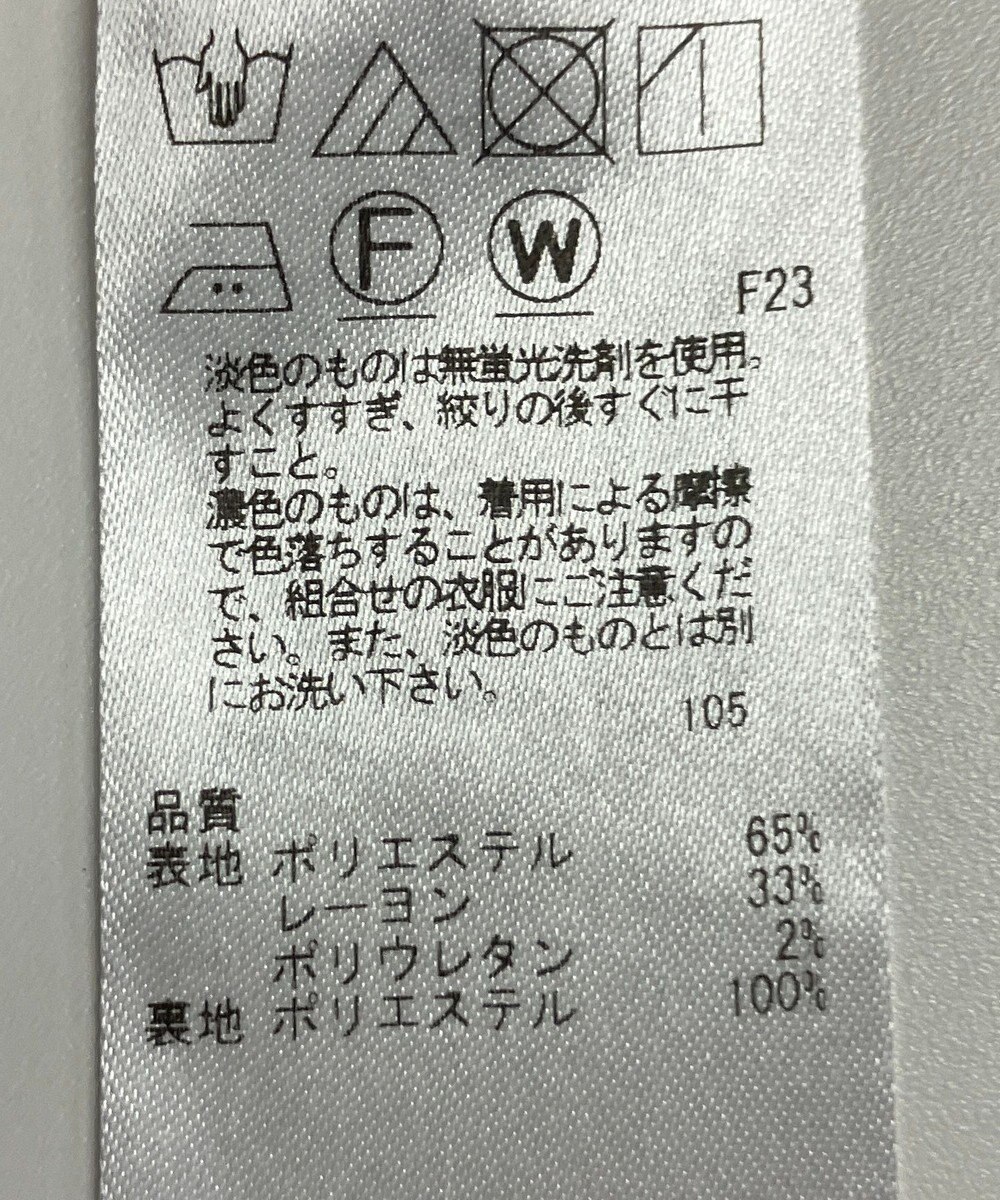 F W
F23
淡色のものは無蛍光洗剤を使用。
よくすすぎ、絞りの後すぐに干
すこと。
濃色のものは、着用による摩擦
で色落ちすることがありますの
で、組合せの衣服にご注意くだ
さい。また、淡色のものとは別
にお洗い下さい。
105
品質
表地 ポリエステル 65%
レーヨン 33%
ポリウレタン 2%
裏地 ポリエステル 100%